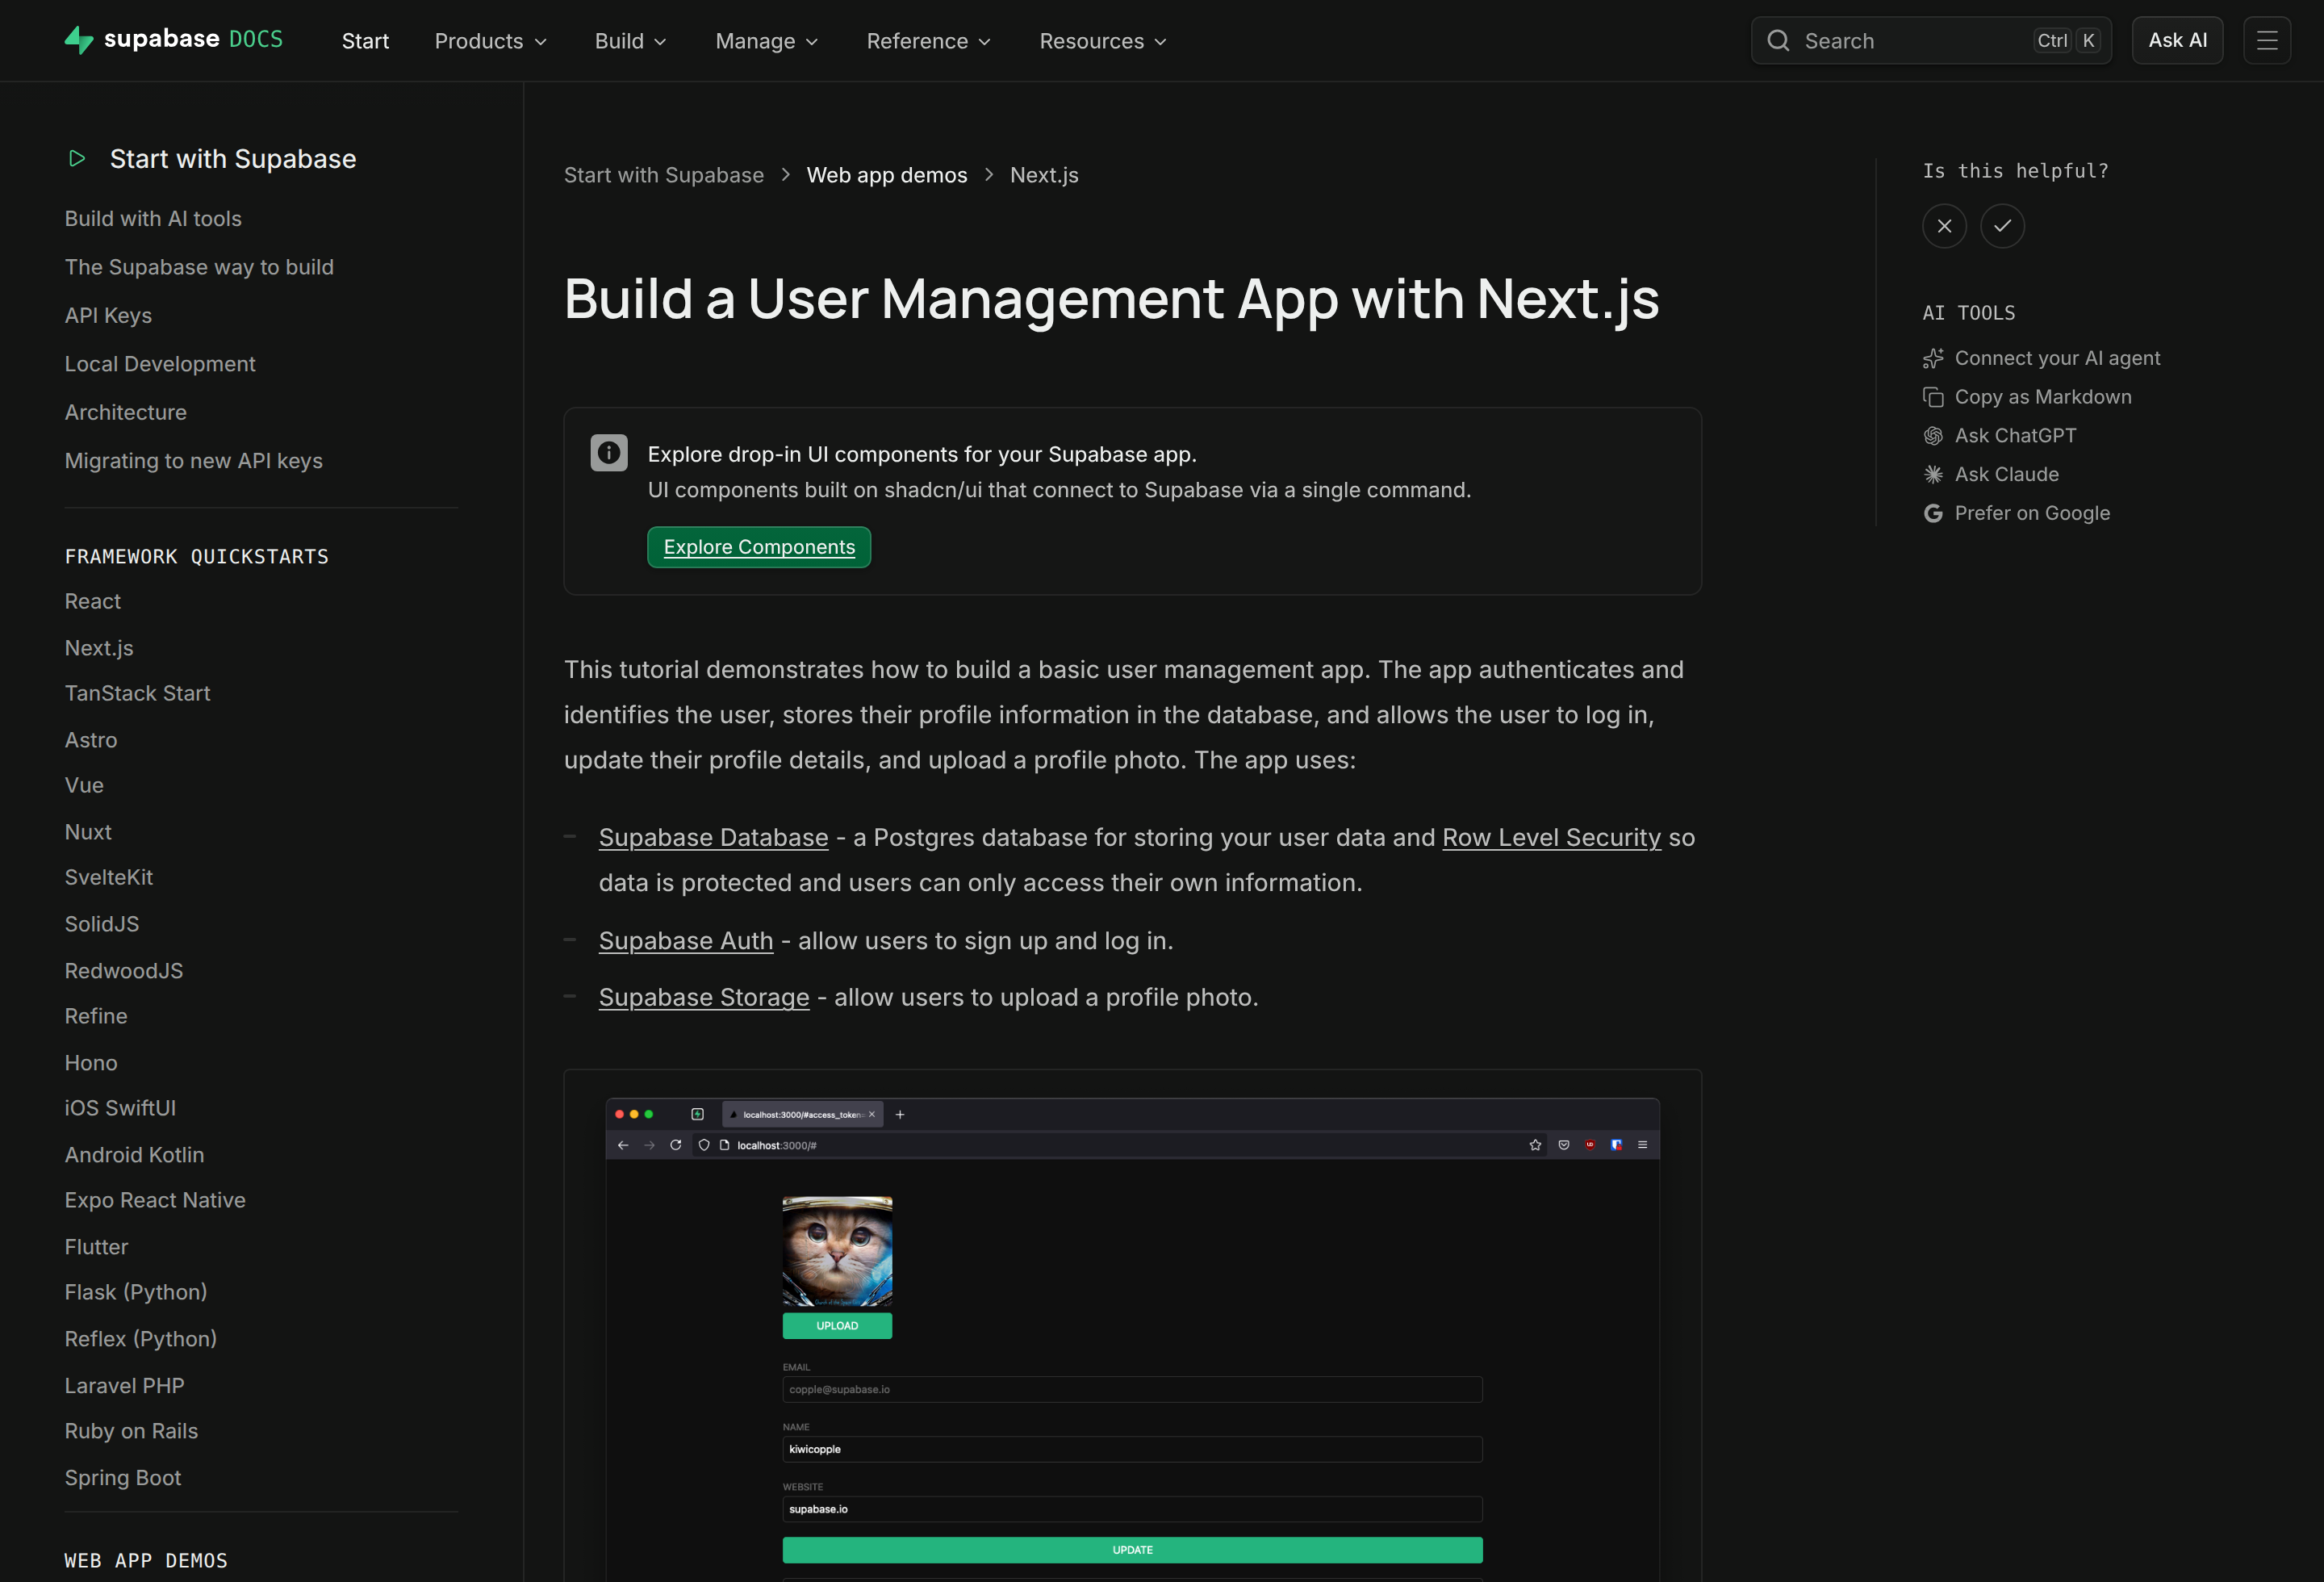 supabase DOCS
Start
Products
Build
Manage
Reference
Resources
Search
Ctrl K
Ask AI
Start with Supabase
Build with AI tools
The Supabase way to build
API Keys
Local Development
Architecture
Migrating to new API keys
FRAMEWORK QUICKSTARTS
React
Next.js
TanStack Start
Astro
Vue
Nuxt
SvelteKit
SolidJS
RedwoodJS
Refine
Hono
iOS SwiftUI
Android Kotlin
Expo React Native
Flutter
Flask (Python)
Reflex (Python)
Laravel PHP
Ruby on Rails
Spring Boot
WEB APP DEMOS
Start with Supabase > Web app demos > Next.js
Build a User Management App with Next.js
Explore drop-in UI components for your Supabase app.
UI components built on shadcn/ui that connect to Supabase via a single command.
Explore Components
This tutorial demonstrates how to build a basic user management app. The app authenticates and
identifies the user, stores their profile information in the database, and allows the user to log in,
update their profile details, and upload a profile photo. The app uses:
Supabase Database - a Postgres database for storing your user data and Row Level Security so
data is protected and users can only access their own information.
Supabase Auth - allow users to sign up and log in.
Supabase Storage - allow users to upload a profile photo.
localhost:3000/#access_token=
localhost:3000/#
UPLOAD
EMAIL
copple@supabase.io
NAME
kiwicopple
WEBSITE
supabase.io
UPDATE
Is this helpful?
AI TOOLS
Connect your AI agent
Copy as Markdown
Ask ChatGPT
Ask Claude
Prefer on Google